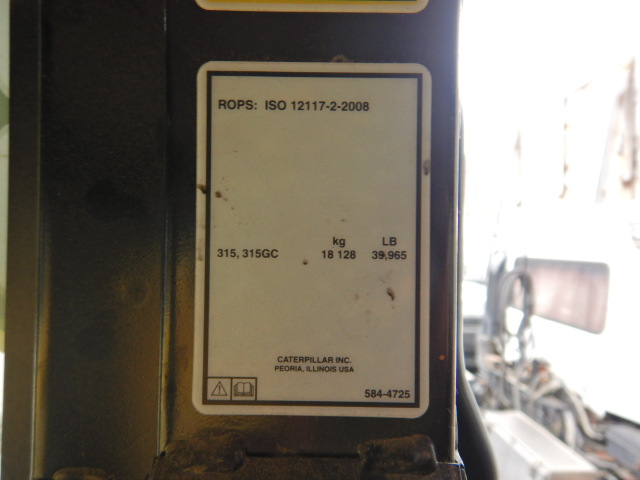 ROPS: ISO 12117-2-2008
kg LB
315, 315GC 18 128 39,965
CATERPILLAR INC.
PEORIA, ILLINOIS USA
584-4725